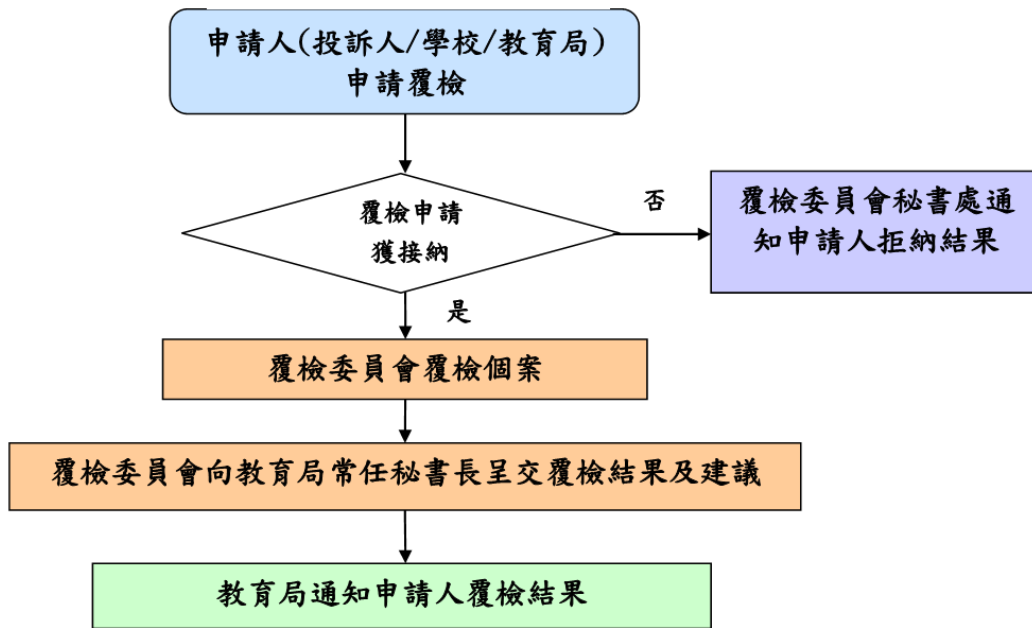 申請人(投訴人/學校/教育局)
申請覆檢
覆檢申請
獲接納
否
覆檢委員會秘書處通
知申請人拒納結果
是
覆檢委員會覆檢個案
覆檢委員會向教育局常任秘書長呈交覆檢結果及建議
教育局通知申請人覆檢結果